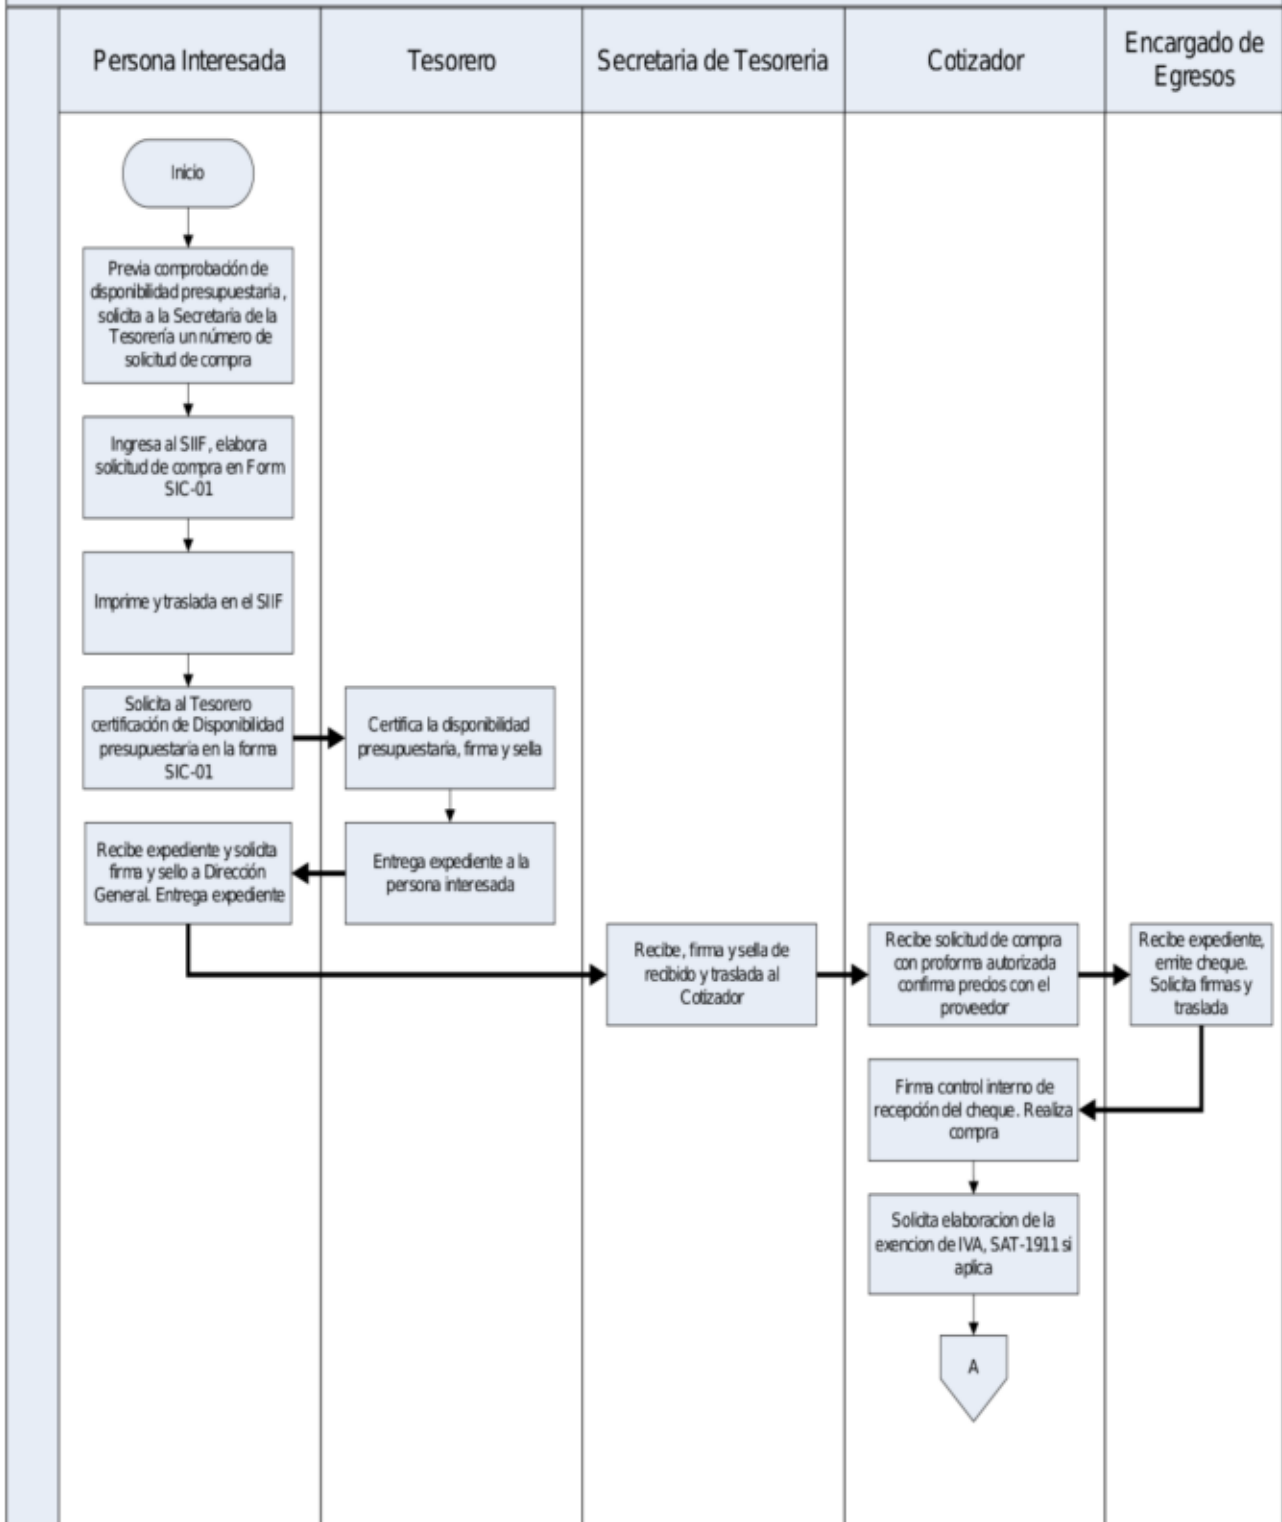 Persona Interesada
Tesorero
Secretaria de Tesoreria
Cotizador
Encargado de
Egresos
Inicio
Previa comprobación de
disponibilidad presupuestaria,
solicita a la Secretaria de la
Tesorería un número de
solicitud de compra
Ingresa al SIIF, elabora
solicitud de compra en Form
SIC-01
Imprime y traslada en el SIIF
Solicita al Tesorero
certificación de Disponibilidad
presupuestaria en la forma
SIC-01
Certifica la disponibilidad
presupuestaria, firma y sella
Recibe expediente y solicita
firma y sello a Dirección
General. Entrega expediente
Entrega expediente a la
persona interesada
Recibe, firma y sella de
recibido y traslada al
Cotizador
Recibe solicitud de compra
con proforma autorizada
confirma precios con el
proveedor
Recibe expediente,
emite cheque.
Solicita firmas y
traslada
Firma control interno de
recepción del cheque. Realiza
compra
Solicita elaboracion de la
exencion de IVA, SAT-1911 si
aplica
A